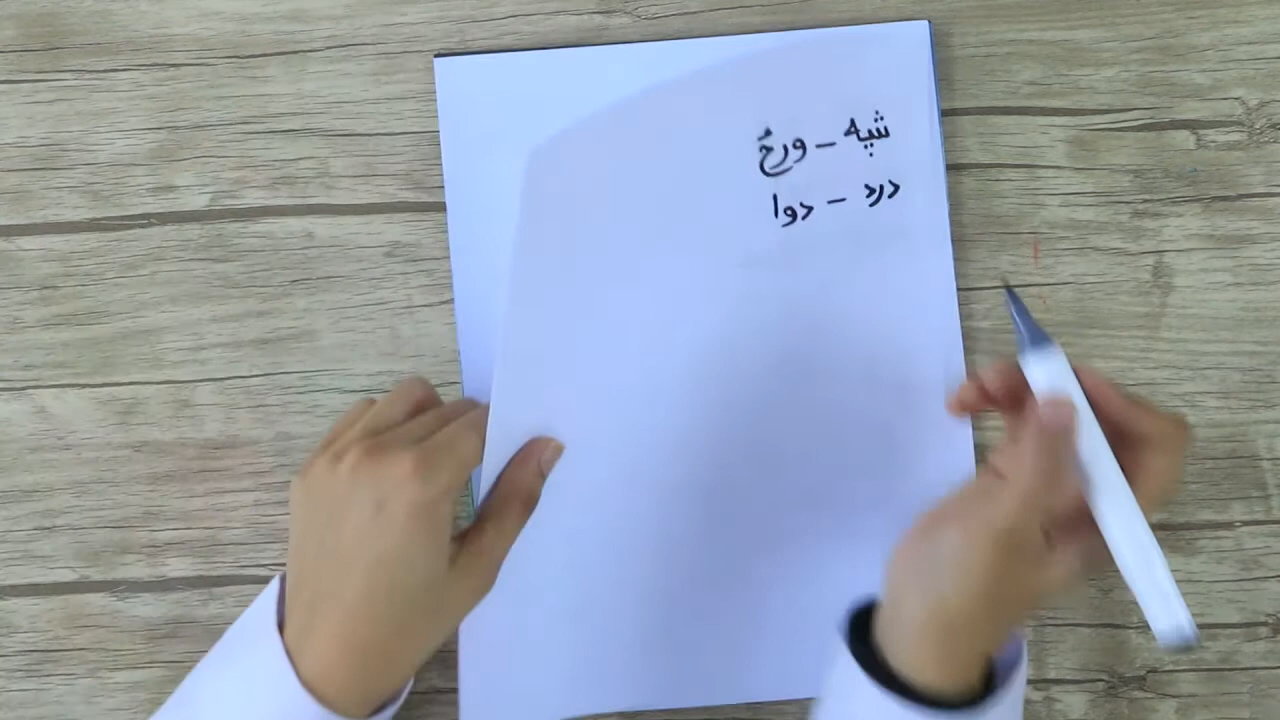 شپه – ورځ
درد – دوا